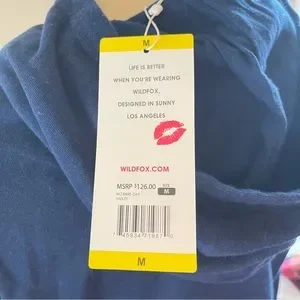 M
LIFE IS BETTER
WHEN YOU'RE WEARING
WILDFOX,
DESIGNED IN SUNNY
LOS ANGELES
WILDFOX.COM
MSRP $126.00
M
M